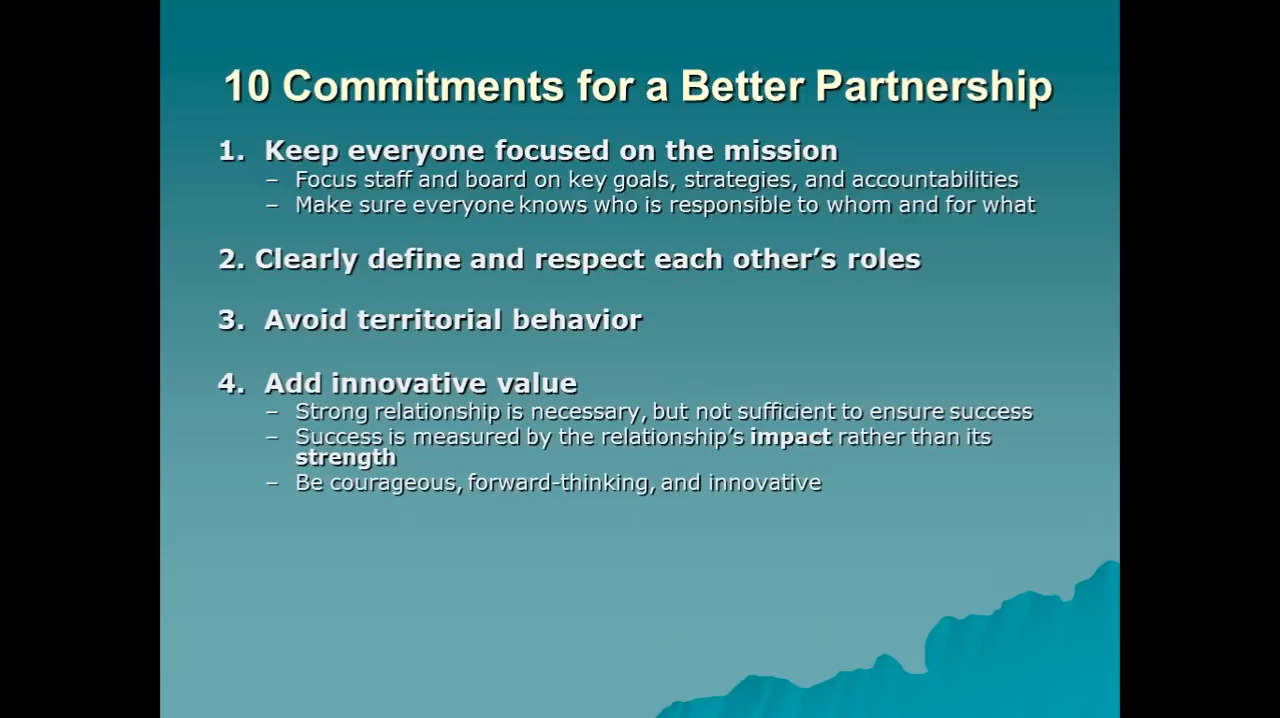 10 Commitments for a Better Partnership
1. Keep everyone focused on the mission
– Focus staff and board on key goals, strategies, and accountabilities
– Make sure everyone knows who is responsible to whom and for what
2. Clearly define and respect each other’s roles
3. Avoid territorial behavior
4. Add innovative value
– Strong relationship is necessary, but not sufficient to ensure success
– Success is measured by the relationship’s impact rather than its
strength
– Be courageous, forward-thinking, and innovative